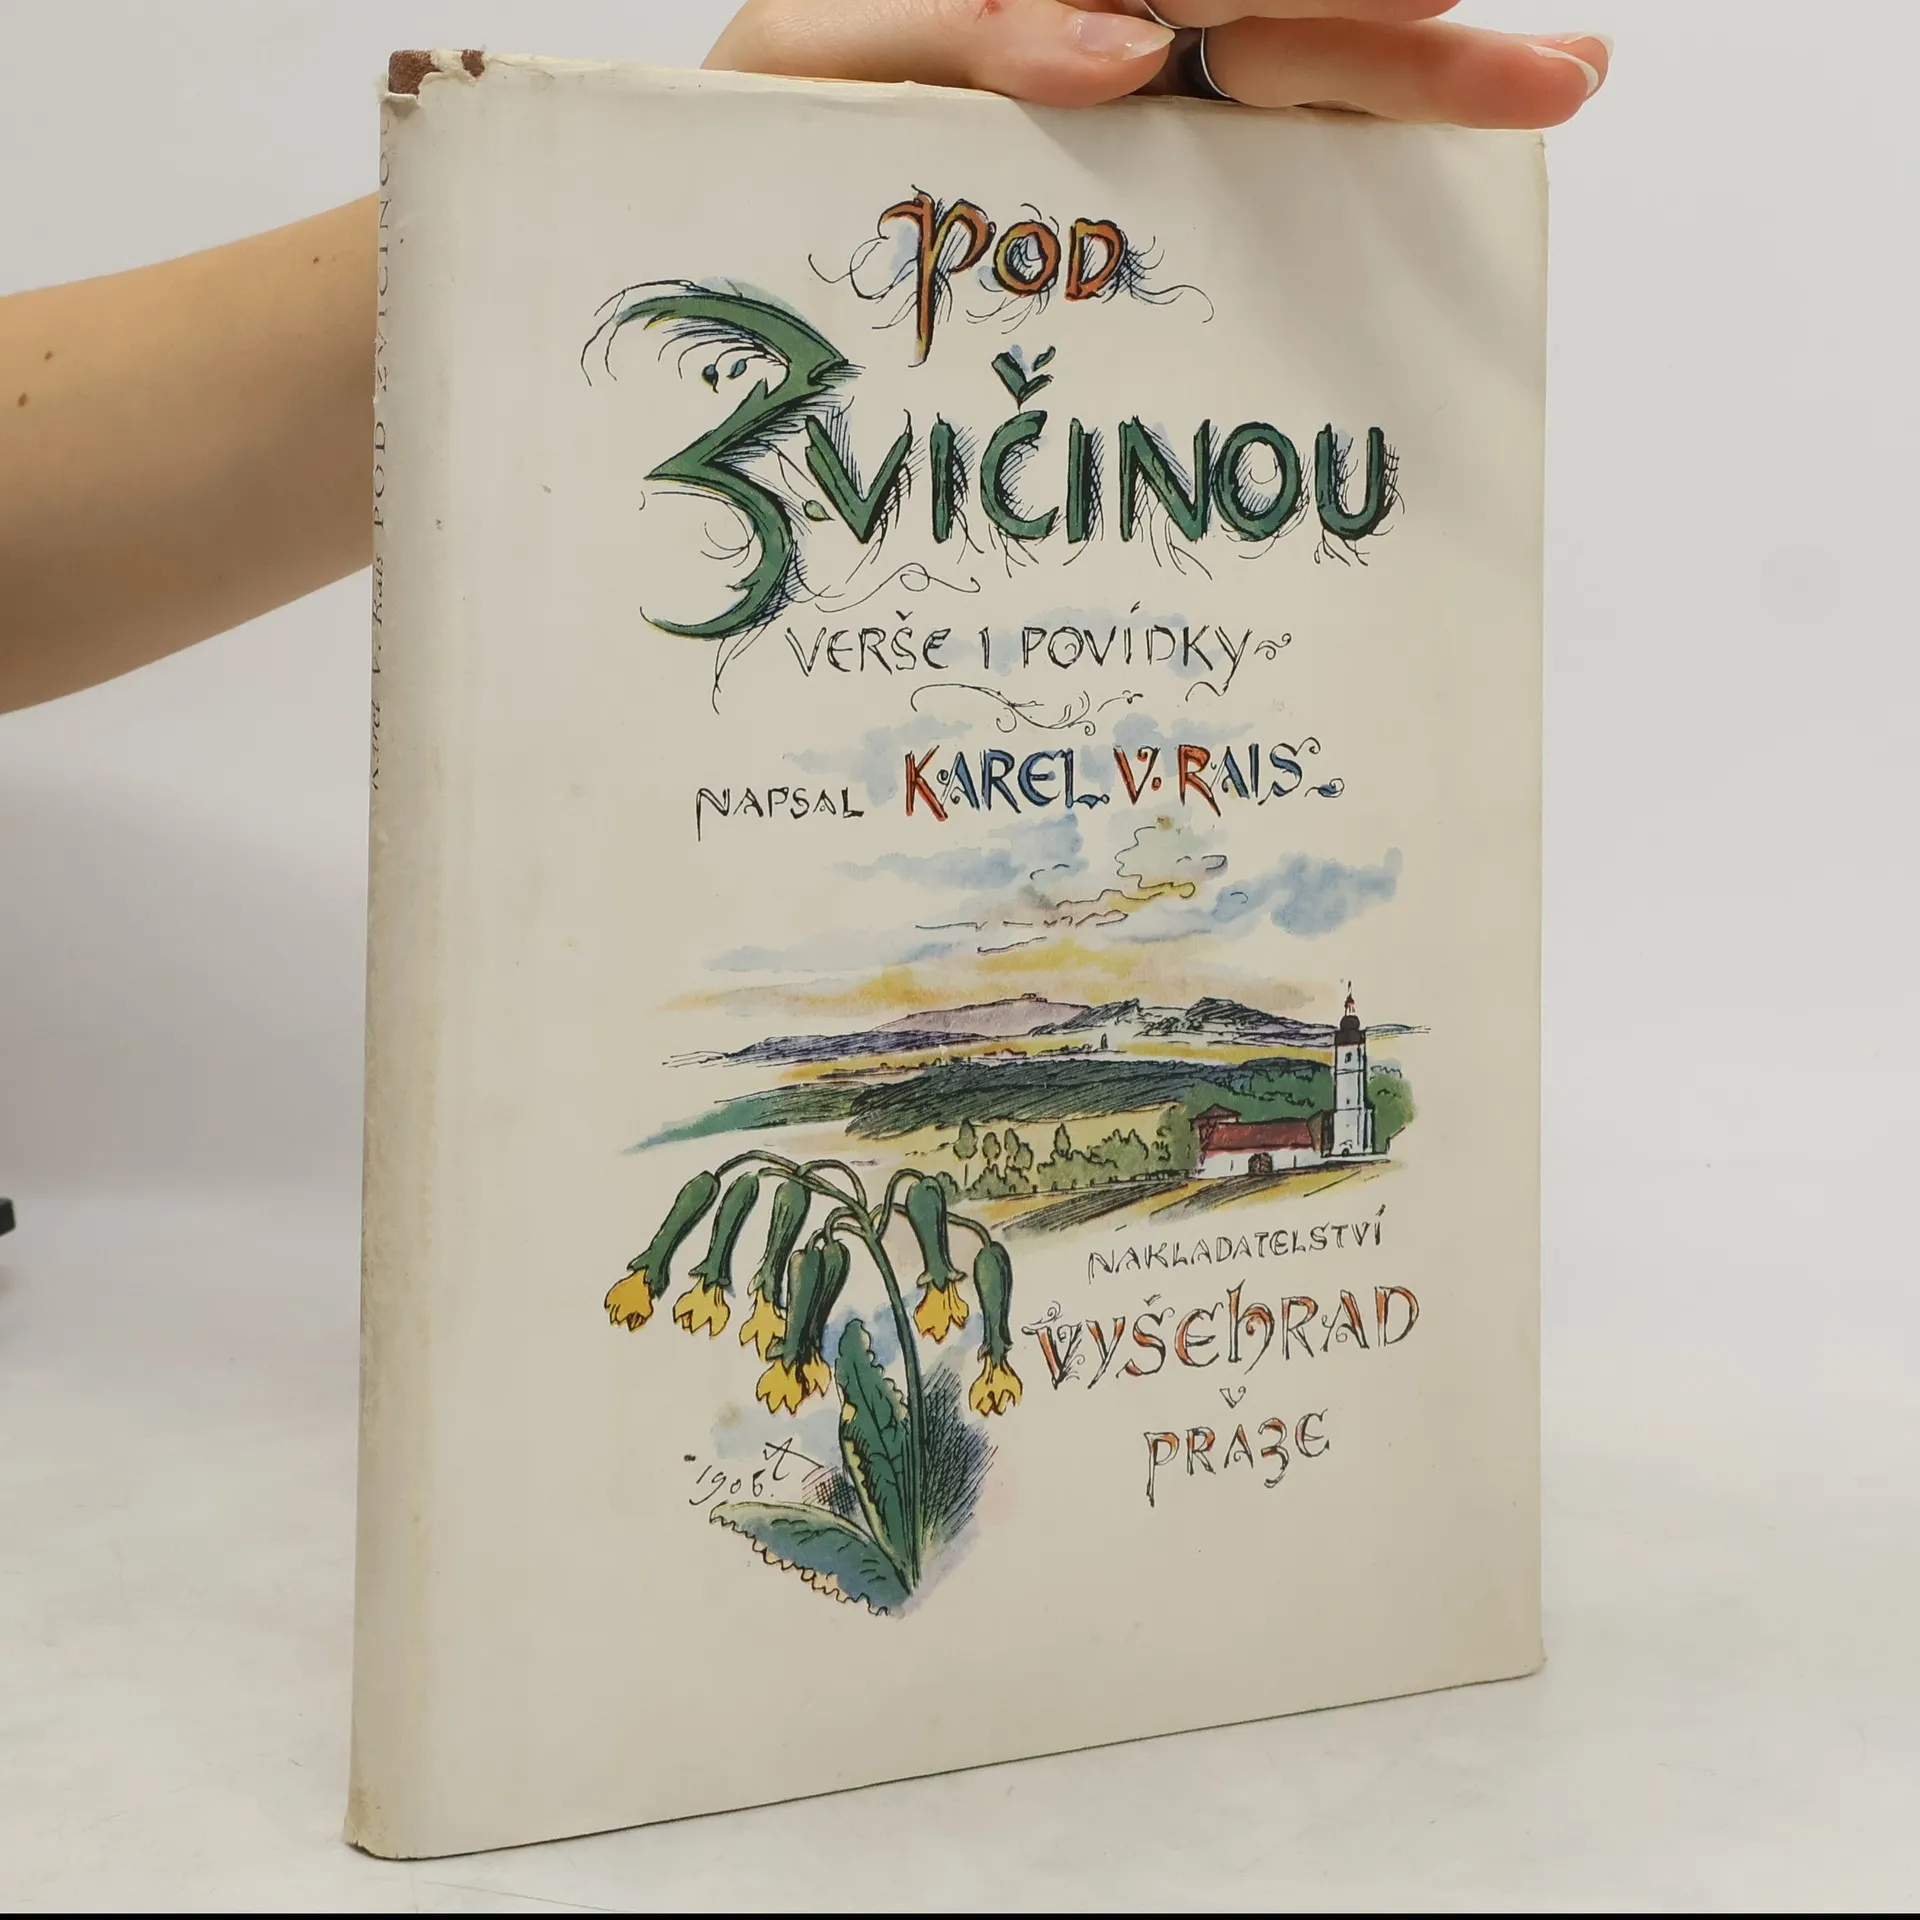 POD
ZVIČINOU
VERŠE I POVÍDKY
NAPSAL KAREL V. RAIS
NAKLADATELSTVÍ
VYŠEHRAD
V
PRAZE
1906.
Karel V. Rais POD ZVIČINOU